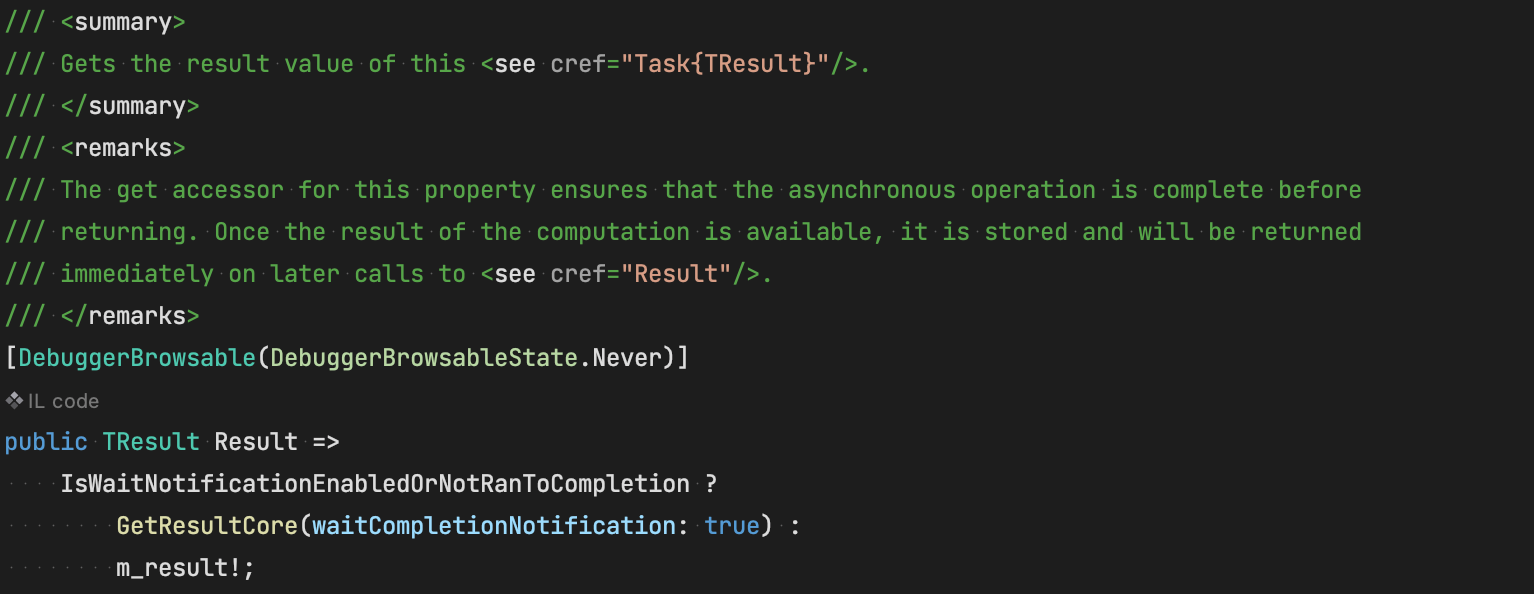 /// <summary>
/// Gets the result value of this <see cref="Task{TResult}"/>.
/// </summary>
/// <remarks>
/// The get accessor for this property ensures that the asynchronous operation is complete before
/// returning. Once the result of the computation is available, it is stored and will be returned
/// immediately on later calls to <see cref="Result"/>.
/// </remarks>
[DebuggerBrowsable(DebuggerBrowsableState.Never)]
IL code
public TResult Result =>
    IsWaitNotificationEnabledOrNotRanToCompletion ?
        GetResultCore(waitCompletionNotification: true) :
        m_result!;